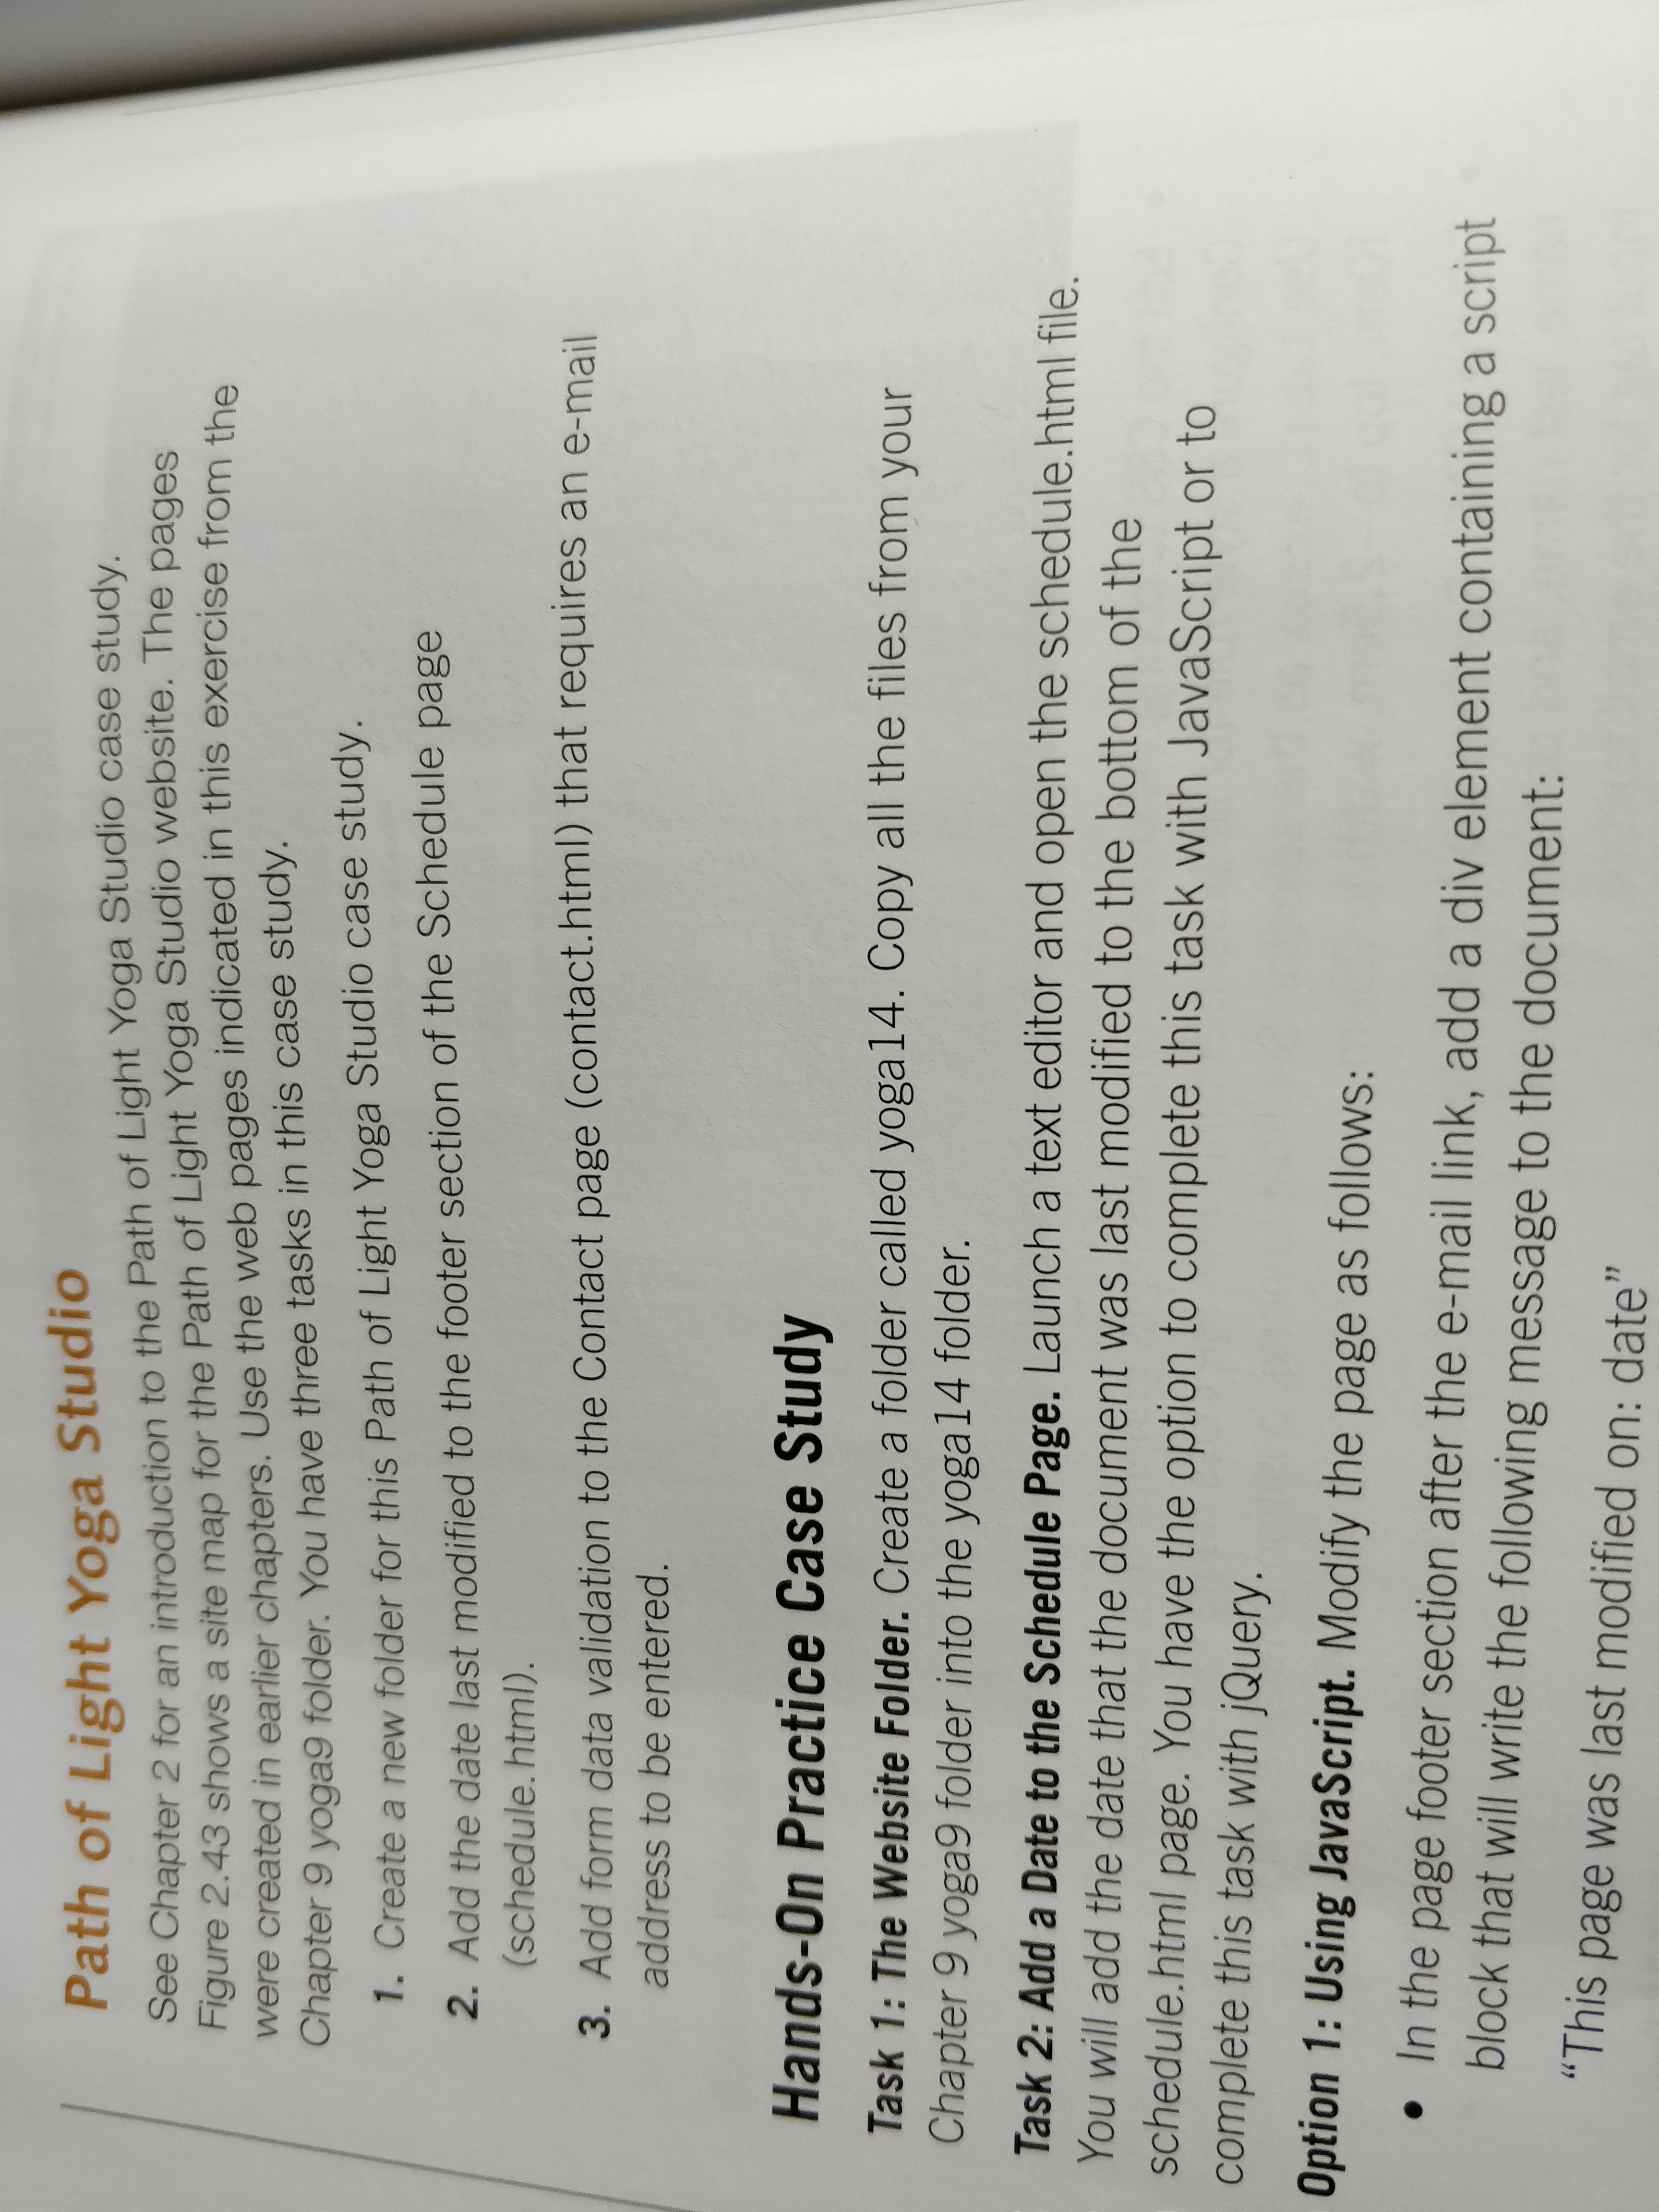 Path of Light Yoga Studio
See Chapter 2 for an introduction to the Path of Light Yoga Studio case study.
Figure 2.43 shows a site map for the Path of Light Yoga Studio website. The pages
were created in earlier chapters. Use the web pages indicated in this exercise from the
Chapter 9 yoga9 folder. You have three tasks in this case study.
1. Create a new folder for this Path of Light Yoga Studio case study.
2. Add the date last modified to the footer section of the Schedule page
(schedule.html).
3. Add form data validation to the Contact page (contact.html) that requires an e-mail
address to be entered.
Hands-On Practice Case Study
Task 1: The Website Folder. Create a folder called yoga14. Copy all the files from your
Chapter 9 yoga9 folder into the yoga14 folder.
Task 2: Add a Date to the Schedule Page. Launch a text editor and open the schedule.html file.
You will add the date that the document was last modified to the bottom of the
schedule.html page. You have the option to complete this task with JavaScript or to
complete this task with jQuery.
Option 1: Using JavaScript. Modify the page as follows:
• In the page footer section after the e-mail link, add a div element containing a script
block that will write the following message to the document:
“This page was last modified on: date”